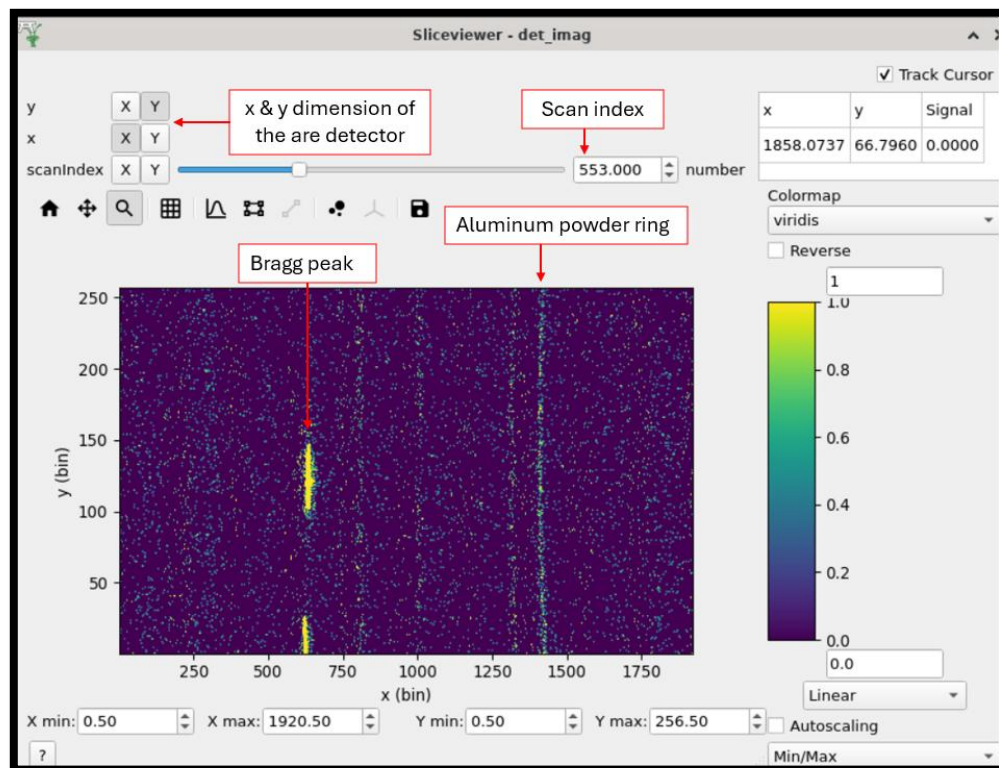 Sliceviewer - det_imag
Track Cursor
y X Y
x & y dimension of
the are detector
Scan index
x y Signal
x X Y
1858.0737 66.7960 0.0000
scanIndex X Y 553.000 number
Colormap
viridis
Reverse
Aluminum powder ring
Bragg peak
1
1.0
0.8
0.6
0.4
0.2
0.0
0.0
Linear
Autoscaling
Min/Max
250
200
150
100
50
y (bin)
250 500 750 1000 1250 1500 1750
x (bin)
X min: 0.50 X max: 1920.50 Y min: 0.50 Y max: 256.50
?